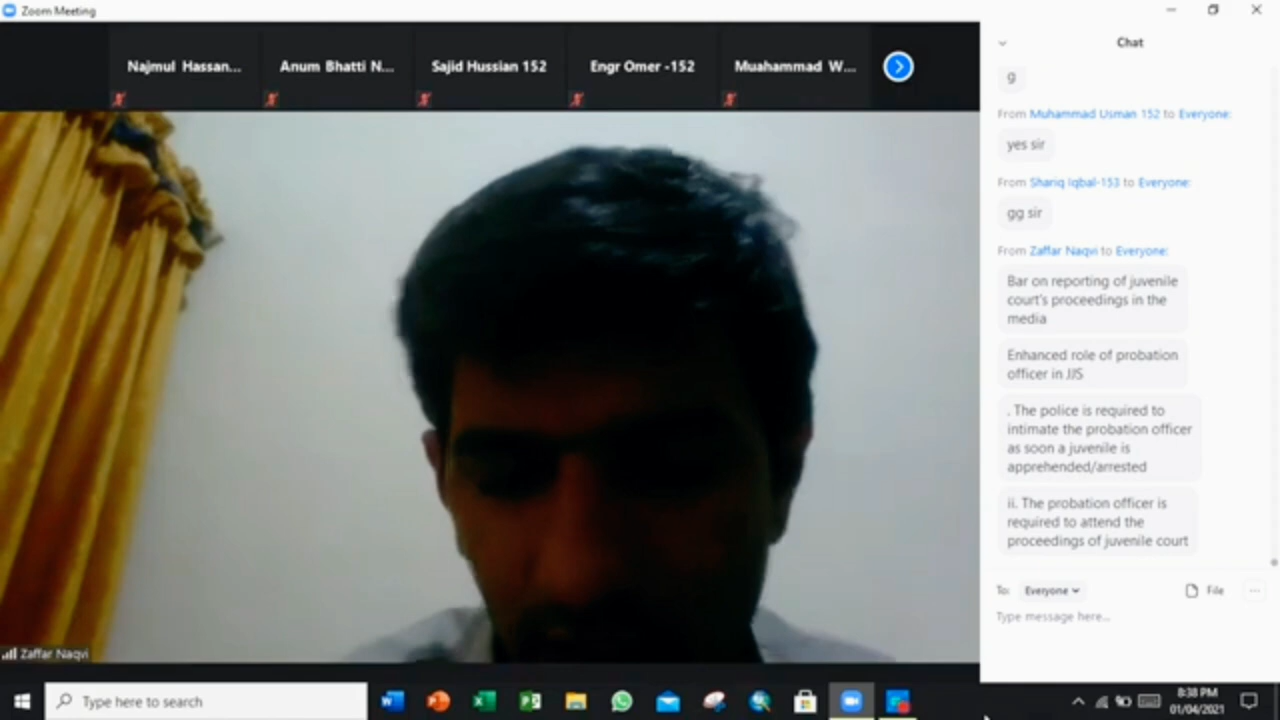 Zoom Meeting
Najmul Hassan...
Anum Bhatti N...
Sajid Hussian 152
Engr Omer -152
Muahammad W...
Zaffar Naqvi
Chat
g
From Muhammad Usman 152 to Everyone:
yes sir
From Shariq Iqbal-153 to Everyone:
gg sir
From Zaffar Naqvi to Everyone:
Bar on reporting of juvenile
court's proceedings in the
media
Enhanced role of probation
officer in JJS
. The police is required to
intimate the probation officer
as soon a juvenile is
apprehended/arrested
ii. The probation officer is
required to attend the
proceedings of juvenile court
To: Everyone
File
Type message here...
Type here to search
8:38 PM
01/04/2021